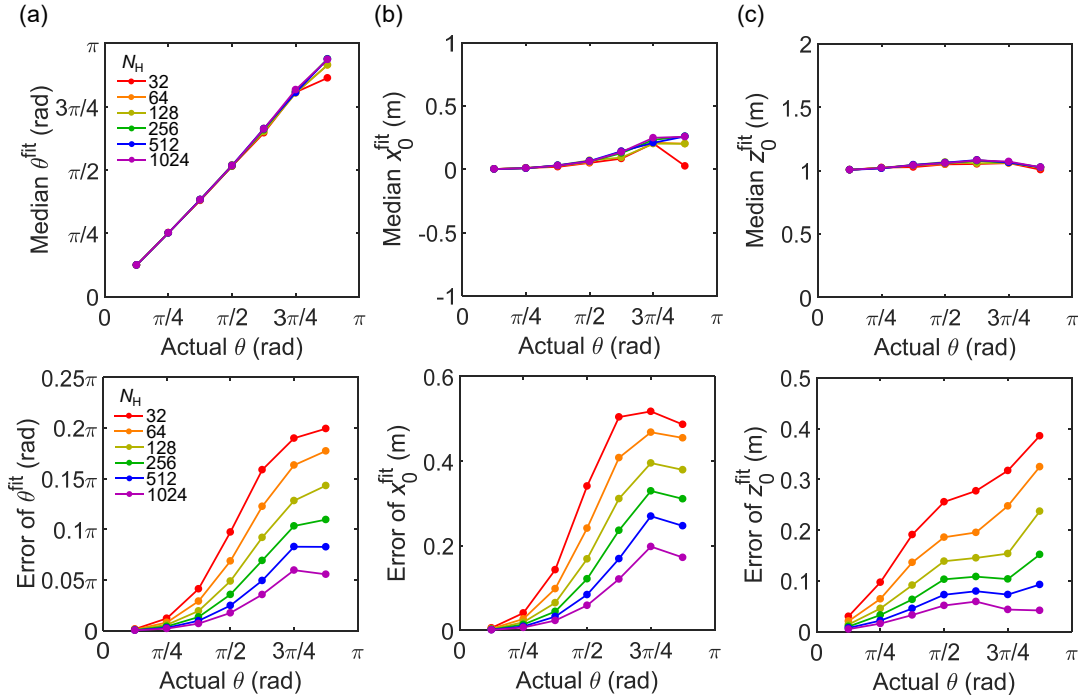 (a)
(b)
(c)
Median θ^fit (rad)
π
3π/4
π/2
π/4
0
N_H
32
64
128
256
512
1024
0 π/4 π/2 3π/4 π
Actual θ (rad)
Median x_0^fit (m)
1
0.5
0
-0.5
-1
0 π/4 π/2 3π/4 π
Actual θ (rad)
Median z_0^fit (m)
2
1.5
1
0.5
0
0 π/4 π/2 3π/4 π
Actual θ (rad)
Error of θ^fit (rad)
0.25π
0.2π
0.15π
0.1π
0.05π
0
N_H
32
64
128
256
512
1024
0 π/4 π/2 3π/4 π
Actual θ (rad)
Error of x_0^fit (m)
0.6
0.4
0.2
0
0 π/4 π/2 3π/4 π
Actual θ (rad)
Error of z_0^fit (m)
0.5
0.4
0.3
0.2
0.1
0
0 π/4 π/2 3π/4 π
Actual θ (rad)